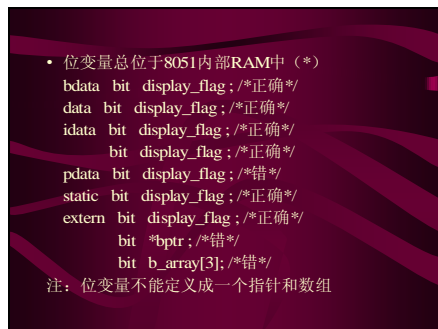 • 位变量总位于8051内部RAM中（*）
bdata bit display_flag ; /*正确*/
data bit display_flag ; /*正确*/
idata bit display_flag ; /*正确*/
bit display_flag ; /*正确*/
pdata bit display_flag ; /*错*/
static bit display_flag ; /*正确*/
extern bit display_flag ; /*正确*/
bit *bptr ; /*错*/
bit b_array[3]; /*错*/
注：位变量不能定义成一个指针和数组